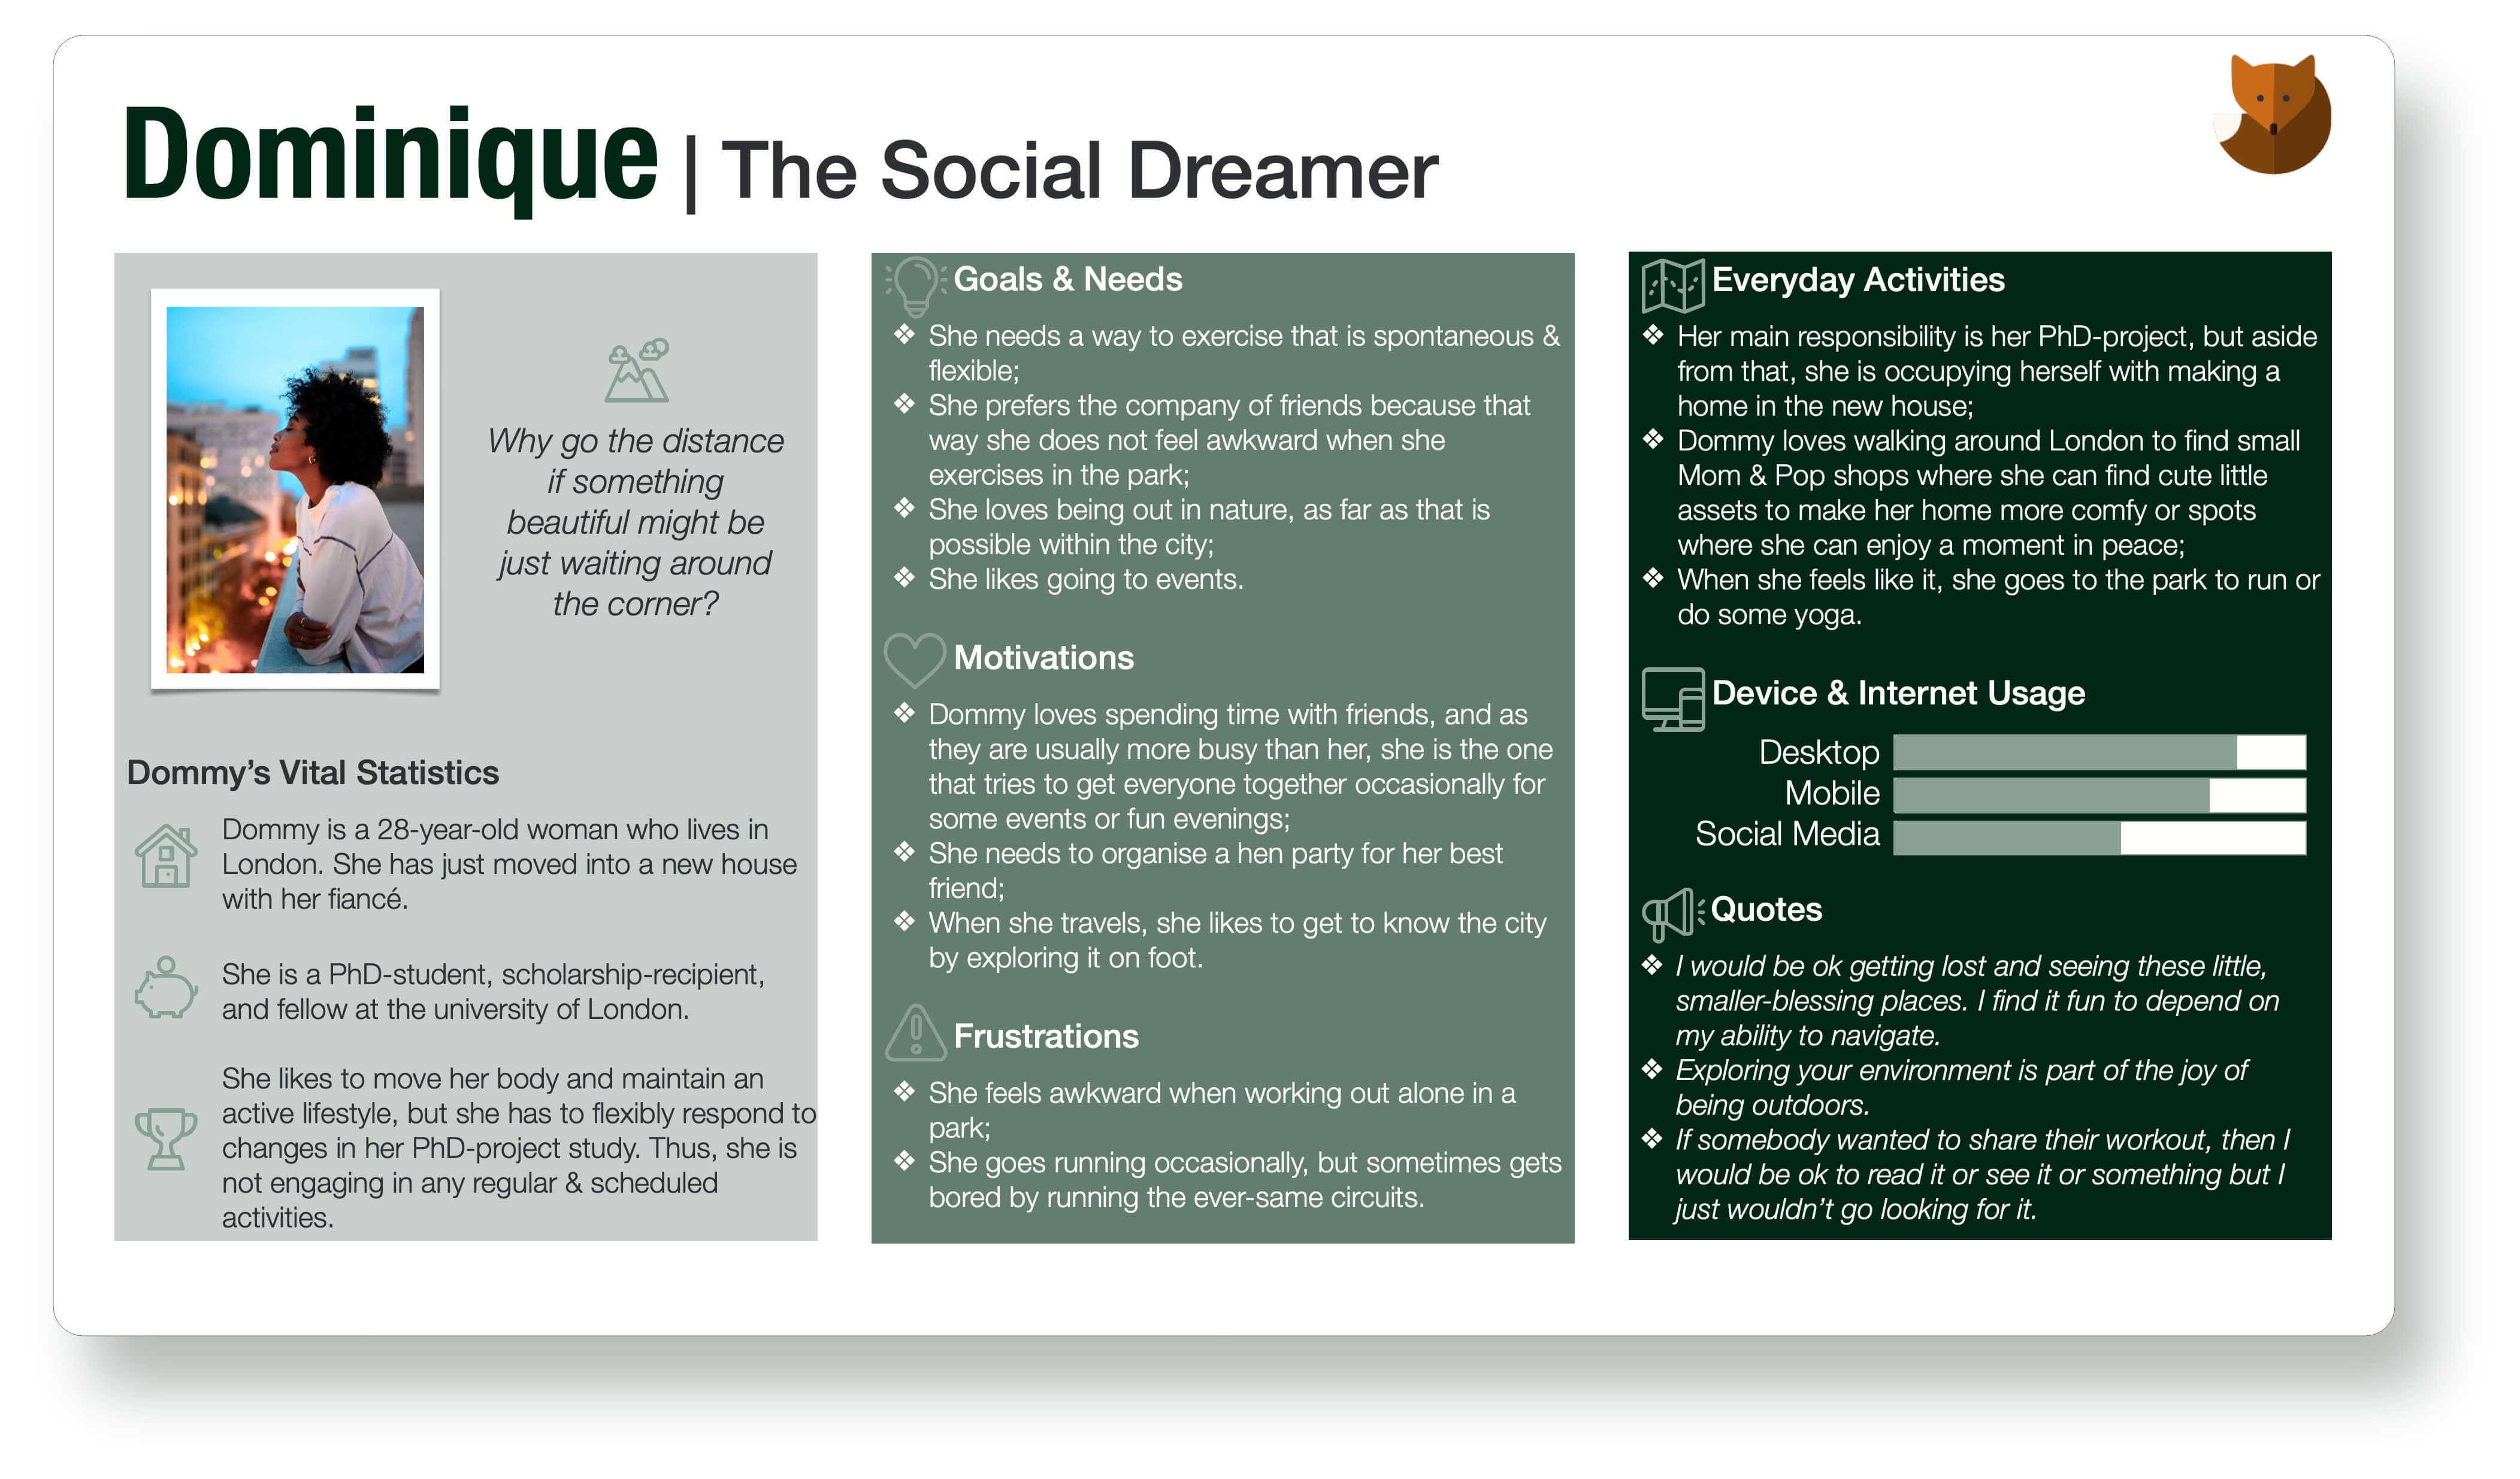 Dominique | The Social Dreamer
Why go the distance
if something
beautiful might be
just waiting around
the corner?
Dommy’s Vital Statistics
Dommy is a 28-year-old woman who lives in
London. She has just moved into a new house
with her fiancé.
She is a PhD-student, scholarship-recipient,
and fellow at the university of London.
She likes to move her body and maintain an
active lifestyle, but she has to flexibly respond to
changes in her PhD-project study. Thus, she is
not engaging in any regular & scheduled
activities.
Goals & Needs
❖ She needs a way to exercise that is spontaneous &
flexible;
❖ She prefers the company of friends because that
way she does not feel awkward when she
exercises in the park;
❖ She loves being out in nature, as far as that is
possible within the city;
❖ She likes going to events.
Motivations
❖ Dommy loves spending time with friends, and as
they are usually more busy than her, she is the one
that tries to get everyone together occasionally for
some events or fun evenings;
❖ She needs to organise a hen party for her best
friend;
❖ When she travels, she likes to get to know the city
by exploring it on foot.
Frustrations
❖ She feels awkward when working out alone in a
park;
❖ She goes running occasionally, but sometimes gets
bored by running the ever-same circuits.
Everyday Activities
❖ Her main responsibility is her PhD-project, but aside
from that, she is occupying herself with making a
home in the new house;
❖ Dommy loves walking around London to find small
Mom & Pop shops where she can find cute little
assets to make her home more comfy or spots
where she can enjoy a moment in peace;
❖ When she feels like it, she goes to the park to run or
do some yoga.
Device & Internet Usage
Desktop
Mobile
Social Media
Quotes
❖ I would be ok getting lost and seeing these little,
smaller-blessing places. I find it fun to depend on
my ability to navigate.
❖ Exploring your environment is part of the joy of
being outdoors.
❖ If somebody wanted to share their workout, then I
would be ok to read it or see it or something but I
just wouldn’t go looking for it.